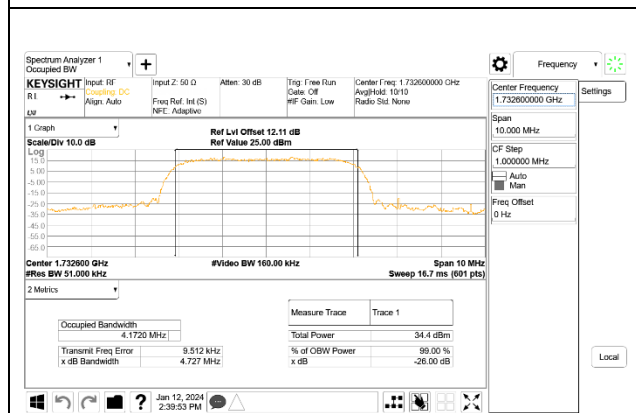 Spectrum Analyzer 1
Occupied BW
Frequency
KEYSIGHT Input: RF Input Z: 50 Ω Atten: 30 dB Trig: Free Run Center Freq: 1.732600000 GHz
RL Coupling: DC Gate: Off Avg|Hold: 10/10
Align: Auto Freq Ref: Int (S) #IF Gain: Low Radio Std: None
NFE: Adaptive
Center Frequency
1.732600000 GHz
Settings
Span
10.000 MHz
CF Step
1.000000 MHz
Auto
Man
Freq Offset
0 Hz
Local
1 Graph
Ref Lvl Offset 12.11 dB
Scale/Div 10.0 dB Ref Value 25.00 dBm
Log
15.0
5.00
-5.00
-15.0
-25.0
-35.0
-45.0
-55.0
-65.0
Center 1.732600 GHz #Video BW 160.00 kHz Span 10 MHz
#Res BW 51.000 kHz Sweep 16.7 ms (601 pts)
2 Metrics
Measure Trace Trace 1
Occupied Bandwidth
4.1720 MHz
Total Power 34.4 dBm
Transmit Freq Error 9.512 kHz % of OBW Power 99.00 %
x dB Bandwidth 4.727 MHz x dB -26.00 dB
Jan 12, 2024
2:39:53 PM